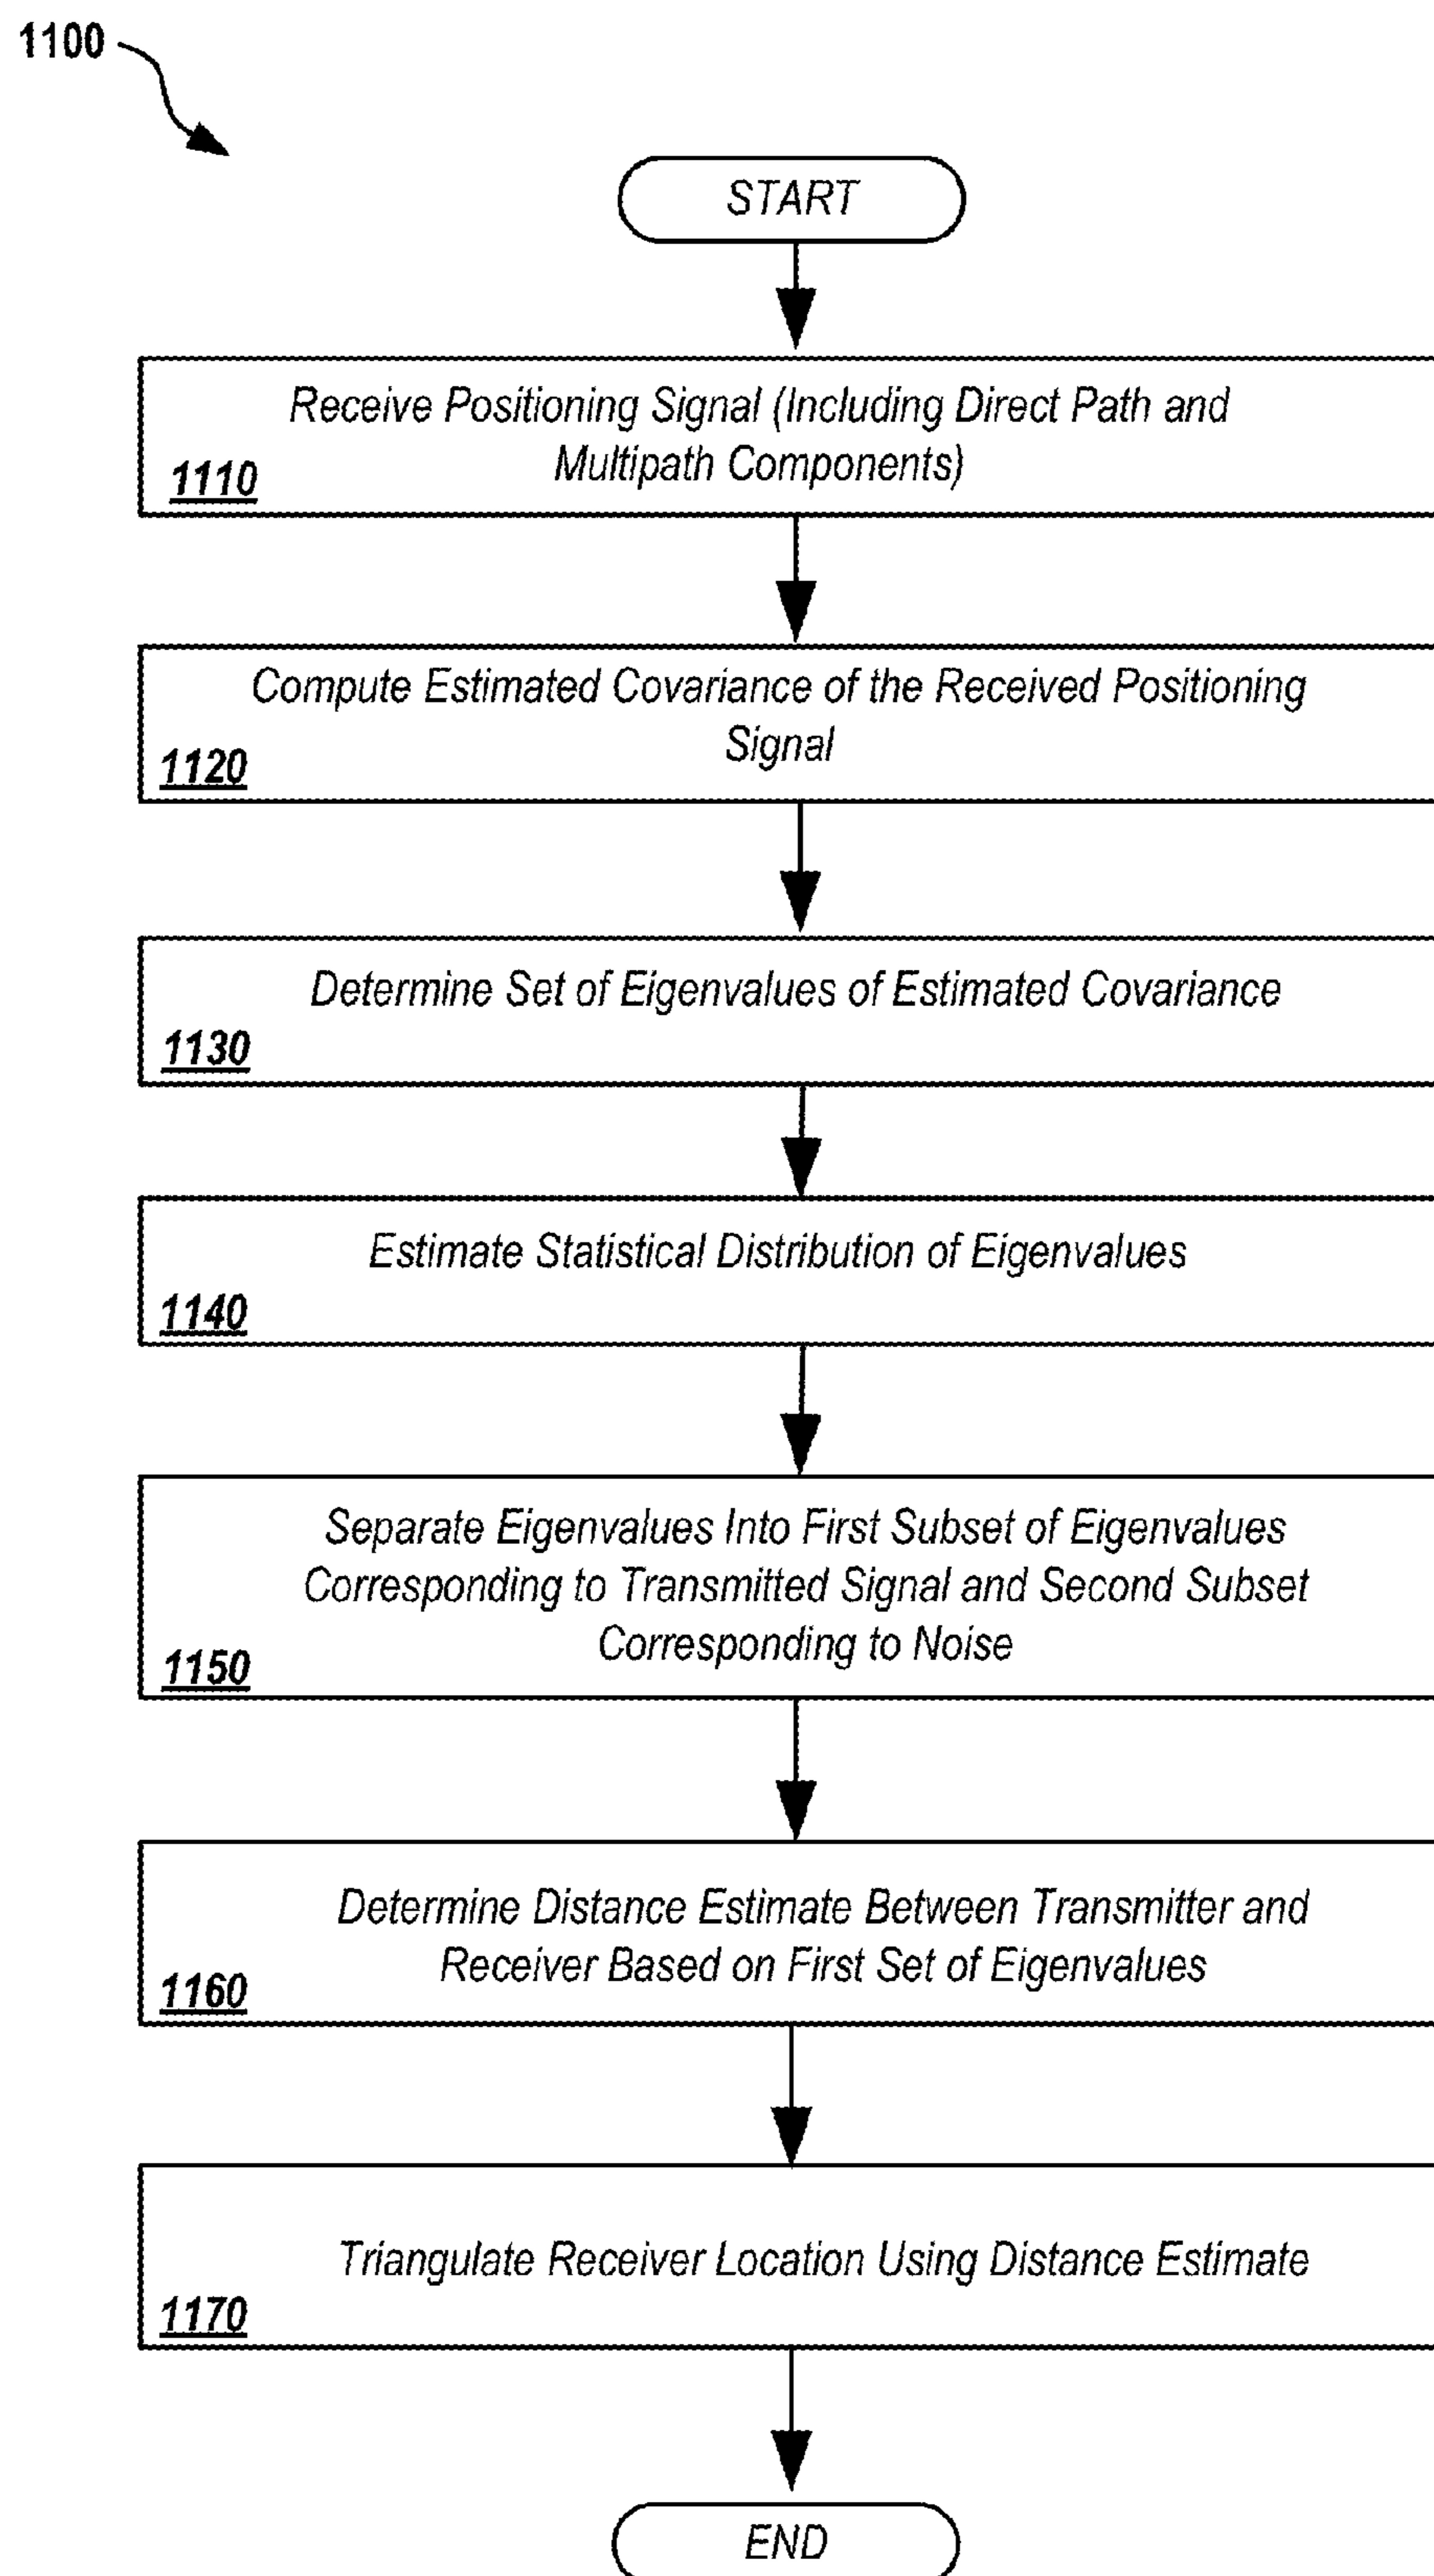 1100
START
Receive Positioning Signal (Including Direct Path and
Multipath Components)
1110
Compute Estimated Covariance of the Received Positioning
Signal
1120
Determine Set of Eigenvalues of Estimated Covariance
1130
Estimate Statistical Distribution of Eigenvalues
1140
Separate Eigenvalues Into First Subset of Eigenvalues
Corresponding to Transmitted Signal and Second Subset
Corresponding to Noise
1150
Determine Distance Estimate Between Transmitter and
Receiver Based on First Set of Eigenvalues
1160
Triangulate Receiver Location Using Distance Estimate
1170
END